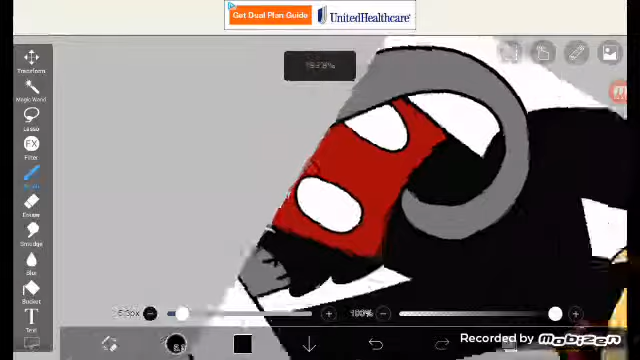 Get Dual Plan Guide
UnitedHealthcare
Transform
Magic Wand
Lasso
FX
Filter
Brush
Eraser
Smudge
Blur
Bucket
T
Text
100%
Recorded by MOBIZEN